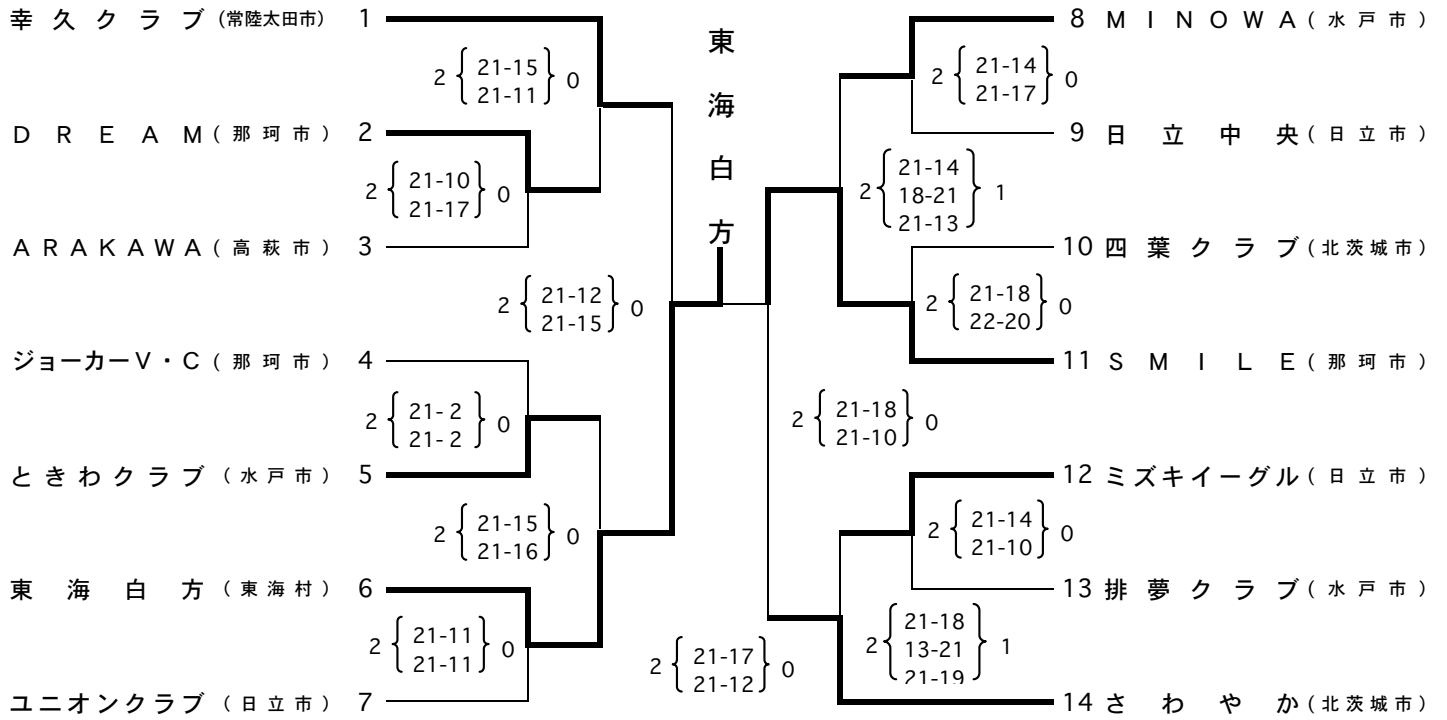 幸久クラブ (常陸太田市) 1
2 { 21-15 21-11 } 0
DREAM (那珂市) 2
2 { 21-10 21-17 } 0
ARAKAWA (高萩市) 3
2 { 21-12 21-15 } 0
ジョーカーV・C (那珂市) 4
2 { 21-2 21-2 } 0
ときわクラブ (水戸市) 5
2 { 21-15 21-16 } 0
東海白方 (東海村) 6
2 { 21-11 21-11 } 0
ユニオンクラブ (日立市) 7
東海白方
2 { 21-17 21-12 } 0
8 MINOWA (水戸市)
2 { 21-14 21-17 } 0
9 日立中央 (日立市)
2 { 21-14 18-21 21-13 } 1
10 四葉クラブ (北茨城市)
2 { 21-18 22-20 } 0
11 SMILE (那珂市)
2 { 21-18 21-10 } 0
12 ミズキイーグル (日立市)
2 { 21-14 21-10 } 0
13 排夢クラブ (水戸市)
2 { 21-18 13-21 21-19 } 1
14 さわやか (北茨城市)